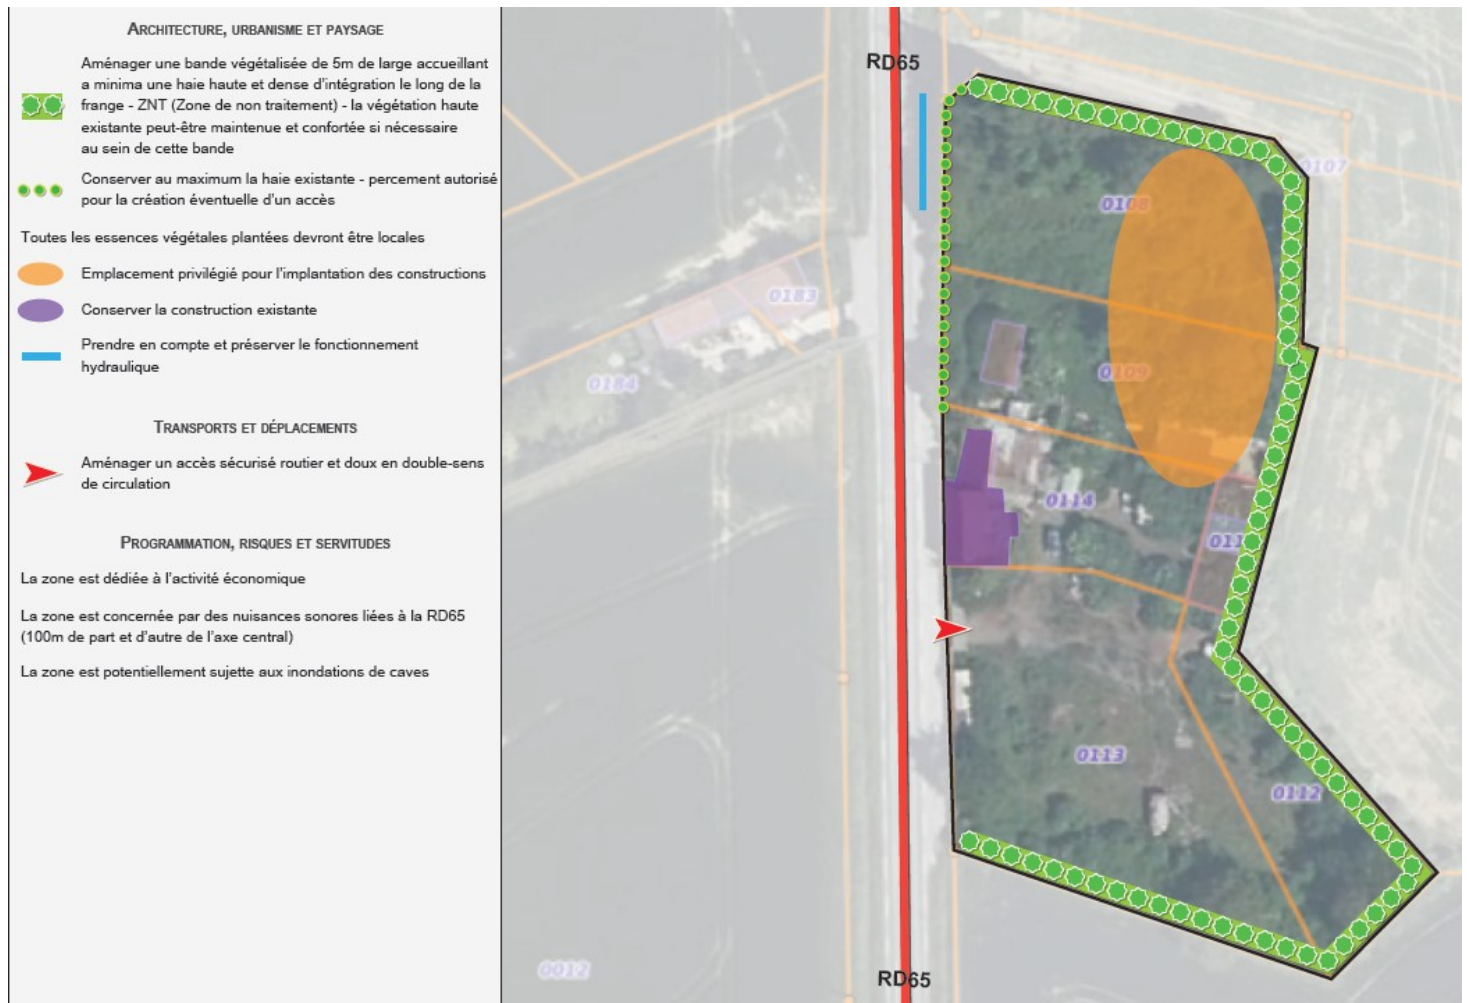 ARCHITECTURE, URBANISME ET PAYSAGE
Aménager une bande végétalisée de 5m de large accueillant
a minima une haie haute et dense d'intégration le long de la
frange - ZNT (Zone de non traitement) - la végétation haute
existante peut-être maintenue et confortée si nécessaire
au sein de cette bande
Conserver au maximum la haie existante - percement autorisé
pour la création éventuelle d'un accès
Toutes les essences végétales plantées devront être locales
Emplacement privilégié pour l'implantation des constructions
Conserver la construction existante
Prendre en compte et préserver le fonctionnement
hydraulique
TRANSPORTS ET DÉPLACEMENTS
Aménager un accès sécurisé routier et doux en double-sens
de circulation
PROGRAMMATION, RISQUES ET SERVITUDES
La zone est dédiée à l'activité économique
La zone est concernée par des nuisances sonores liées à la RD65
(100m de part et d'autre de l'axe central)
La zone est potentiellement sujette aux inondations de caves
RD65
0107
0108
0183
0109
0184
0114
011
0113
0112
0012
RD65